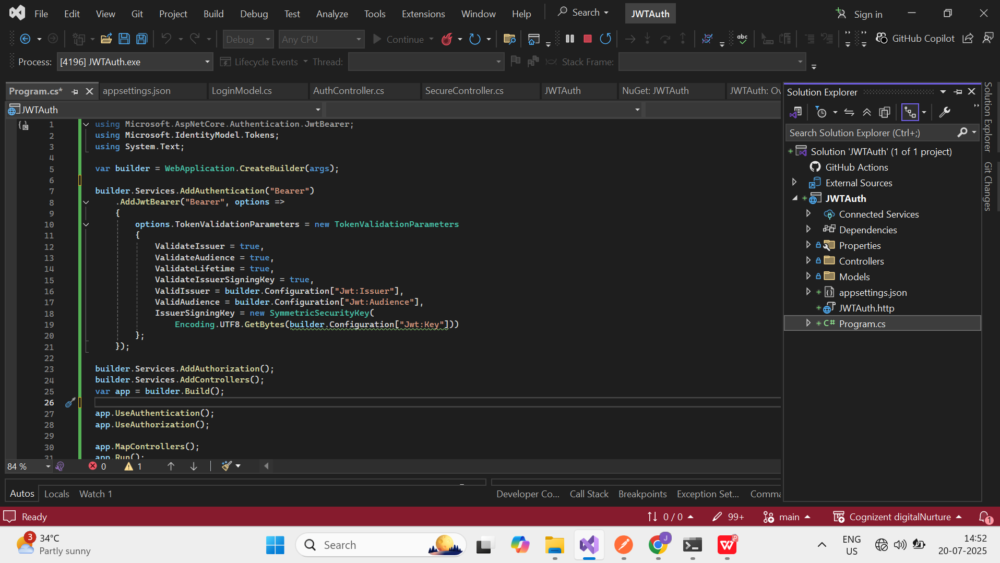 File Edit View Git Project Build Debug Test Analyze Tools Extensions Window Help Search JWTAuth Sign in
Debug Any CPU Continue abc GitHub Copilot
Process: [4196] JWTAuth.exe Lifecycle Events Thread: Stack Frame:
Program.cs* appsettings.json LoginModel.cs AuthController.cs SecureController.cs JWTAuth NuGet: JWTAuth JWTAuth: Ov
JWTAuth
1 using Microsoft.AspNetCore.Authentication.JwtBearer;
2 using Microsoft.IdentityModel.Tokens;
3 using System.Text;
4
5 var builder = WebApplication.CreateBuilder(args);
6
7 builder.Services.AddAuthentication("Bearer")
8 .AddJwtBearer("Bearer", options =>
9 {
10 options.TokenValidationParameters = new TokenValidationParameters
11 {
12 ValidateIssuer = true,
13 ValidateAudience = true,
14 ValidateLifetime = true,
15 ValidateIssuerSigningKey = true,
16 ValidIssuer = builder.Configuration["Jwt:Issuer"],
17 ValidAudience = builder.Configuration["Jwt:Audience"],
18 IssuerSigningKey = new SymmetricSecurityKey(
19 Encoding.UTF8.GetBytes(builder.Configuration["Jwt:Key"]))
20 };
21 });
22
23 builder.Services.AddAuthorization();
24 builder.Services.AddControllers();
25 var app = builder.Build();
26
27 app.UseAuthentication();
28 app.UseAuthorization();
29
30 app.MapControllers();
31 app.Run();
84 % 0 1
Autos Locals Watch 1 Developer Co... Call Stack Breakpoints Exception Set... Comma
Solution Explorer
Search Solution Explorer (Ctrl+;)
Solution 'JWTAuth' (1 of 1 project)
GitHub Actions
External Sources
JWTAuth
Connected Services
Dependencies
Properties
Controllers
Models
appsettings.json
JWTAuth.http
C# Program.cs
Solution Explorer
Git Changes
Ready 0 / 0 99+ main Cognizent digitalNurture 1
3 34°C
Partly sunny
Search
J
ENG
US
14:52
20-07-2025